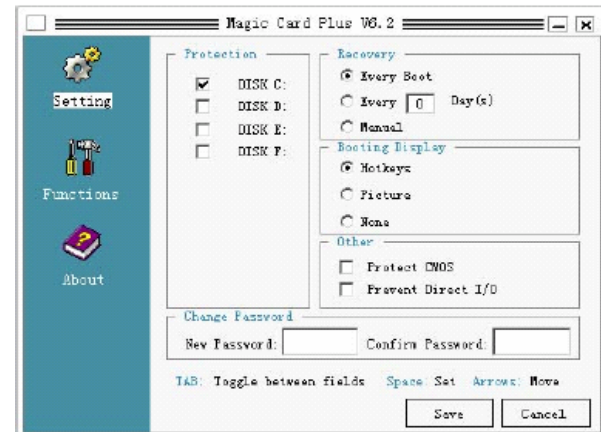 Magic Card Plus V6.2
Setting
Functions
About
Protection
DISK C:
DISK D:
DISK E:
DISK F:
Recovery
Every Boot
Every 0 Day(s)
Manual
Booting Display
Hotkeys
Picture
None
Other
Protect CMOS
Prevent Direct I/O
Change Password
New Password: Confirm Password:
TAB: Toggle between fields Space: Set Arrows: Move
Save Cancel